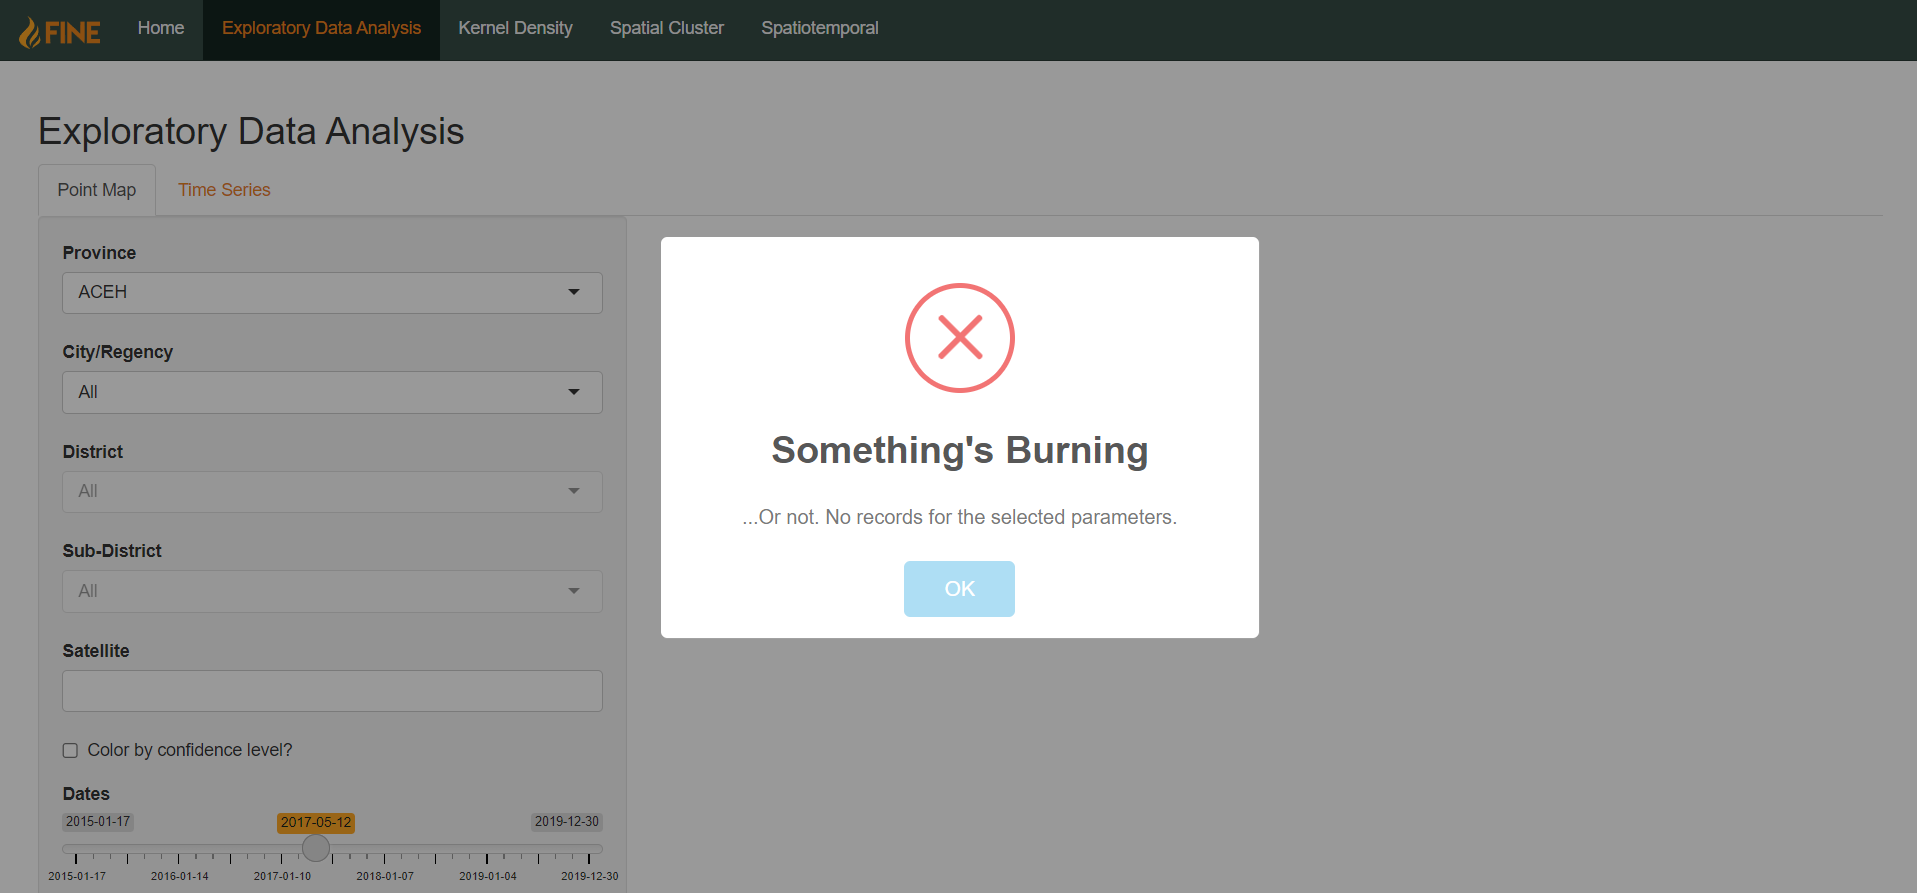 FINE Home Exploratory Data Analysis Kernel Density Spatial Cluster Spatiotemporal
Exploratory Data Analysis
Point Map Time Series
Province
ACEH
City/Regency
All
District
All
Sub-District
All
Satellite
Color by confidence level?
Dates
2015-01-17 2017-05-12 2019-12-30
2015-01-17 2016-01-14 2017-01-10 2018-01-07 2019-01-04 2019-12-30
Something's Burning
...Or not. No records for the selected parameters.
OK